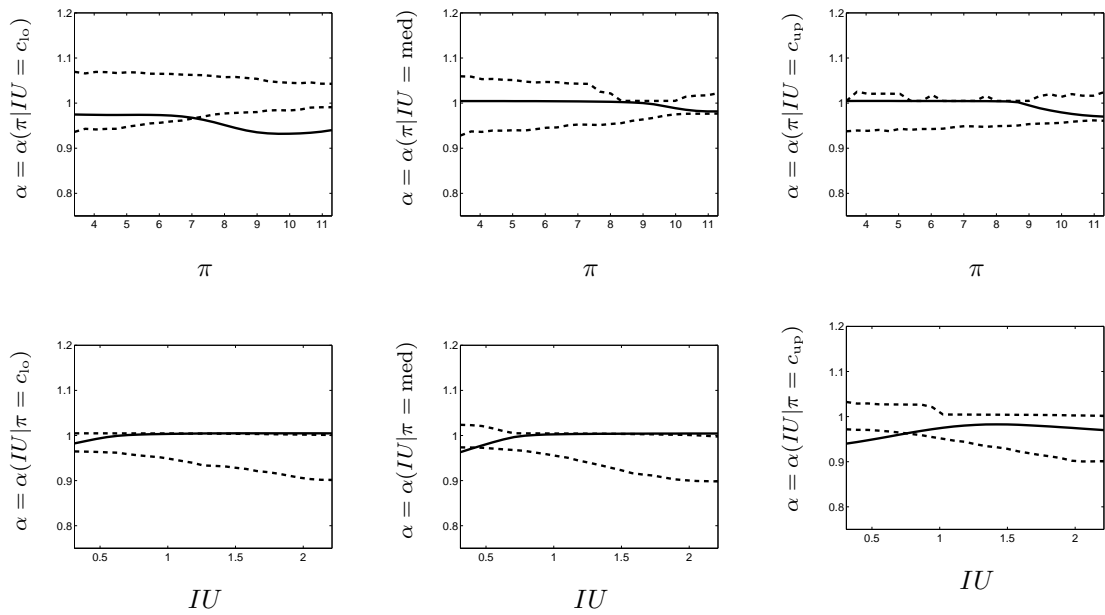 α = α(π|IU = c_lo)
1.2
1.1
1
0.9
0.8
4 5 6 7 8 9 10 11
π
α = α(π|IU = med)
1.2
1.1
1
0.9
0.8
4 5 6 7 8 9 10 11
π
α = α(π|IU = c_up)
1.2
1.1
1
0.9
0.8
4 5 6 7 8 9 10 11
π
α = α(IU|π = c_lo)
1.2
1.1
1
0.9
0.8
0.5 1 1.5 2
IU
α = α(IU|π = med)
1.2
1.1
1
0.9
0.8
0.5 1 1.5 2
IU
α = α(IU|π = c_up)
1.2
1.1
1
0.9
0.8
0.5 1 1.5 2
IU